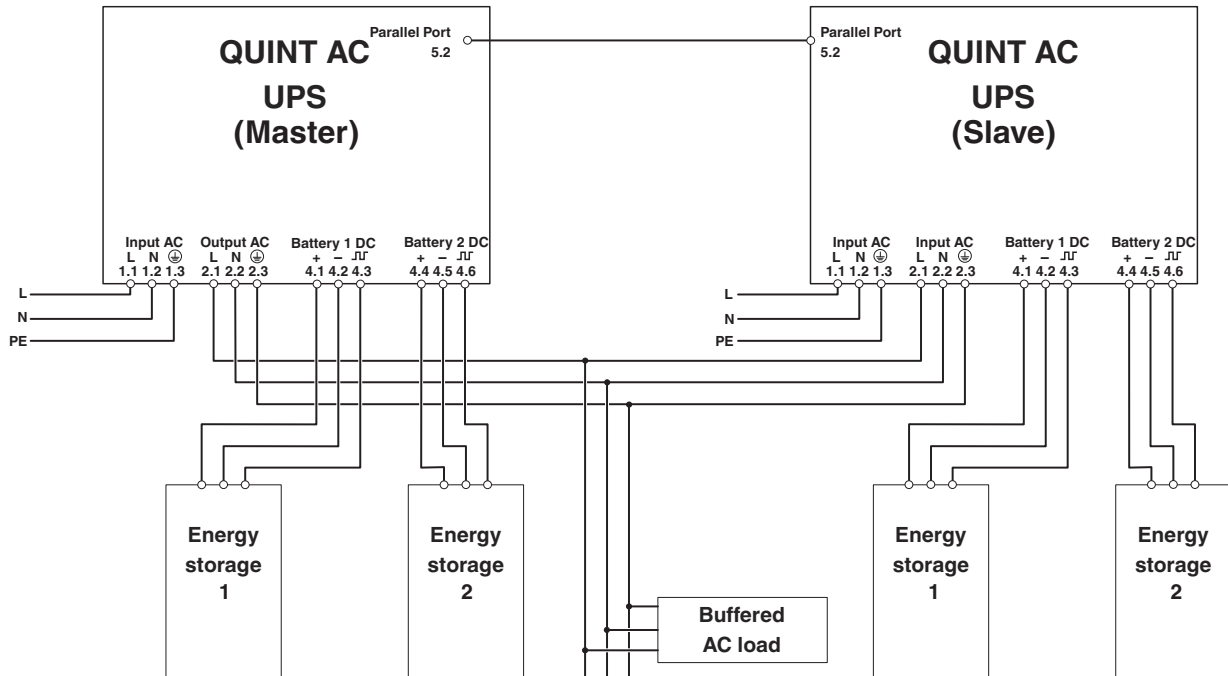 QUINT AC
UPS
(Master)
Parallel Port
5.2
Parallel Port
5.2
QUINT AC
UPS
(Slave)
Input AC Output AC Battery 1 DC Battery 2 DC
L N L N + − + −
1.1 1.2 1.3 2.1 2.2 2.3 4.1 4.2 4.3 4.4 4.5 4.6
Input AC Input AC Battery 1 DC Battery 2 DC
L N L N + − + −
1.1 1.2 1.3 2.1 2.2 2.3 4.1 4.2 4.3 4.4 4.5 4.6
L
N
PE
L
N
PE
Energy
storage
1
Energy
storage
2
Buffered
AC load
Energy
storage
1
Energy
storage
2